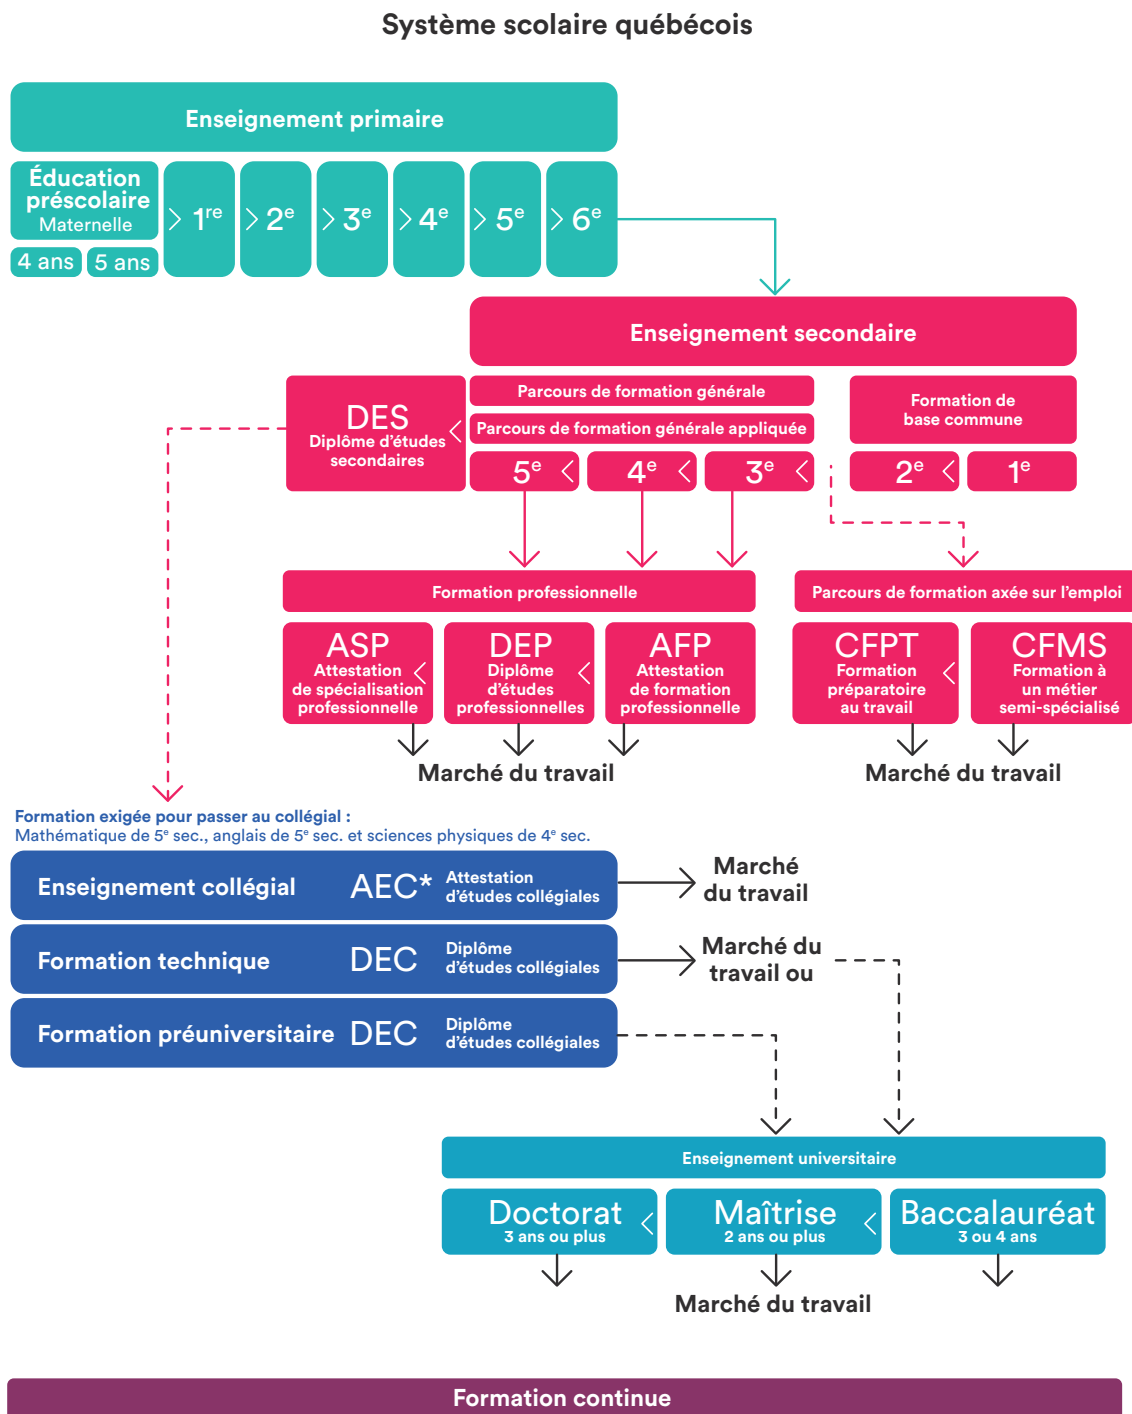 Système scolaire québécois
Enseignement primaire
Éducation
préscolaire
Maternelle
4 ans
5 ans
1re
2e
3e
4e
5e
6e
Enseignement secondaire
DES
Diplôme d'études
secondaires
Parcours de formation générale
Parcours de formation générale appliquée
5e
4e
3e
Formation de
base commune
2e
1e
Formation professionnelle
ASP
Attestation
de spécialisation
professionnelle
DEP
Diplôme
d'études
professionnelles
AFP
Attestation
de formation
professionnelle
Marché du travail
Parcours de formation axée sur l'emploi
CFPT
Formation
préparatoire
au travail
CFMS
Formation à
un métier
semi-spécialisé
Marché du travail
Formation exigée pour passer au collégial :
Mathématique de 5e sec., anglais de 5e sec. et sciences physiques de 4e sec.
Enseignement collégial
AEC*
Attestation
d'études collégiales
Marché
du travail
Formation technique
DEC
Diplôme
d'études collégiales
Marché du
travail ou
Formation préuniversitaire
DEC
Diplôme
d'études collégiales
Enseignement universitaire
Doctorat
3 ans ou plus
Maîtrise
2 ans ou plus
Baccalauréat
3 ou 4 ans
Marché du travail
Formation continue